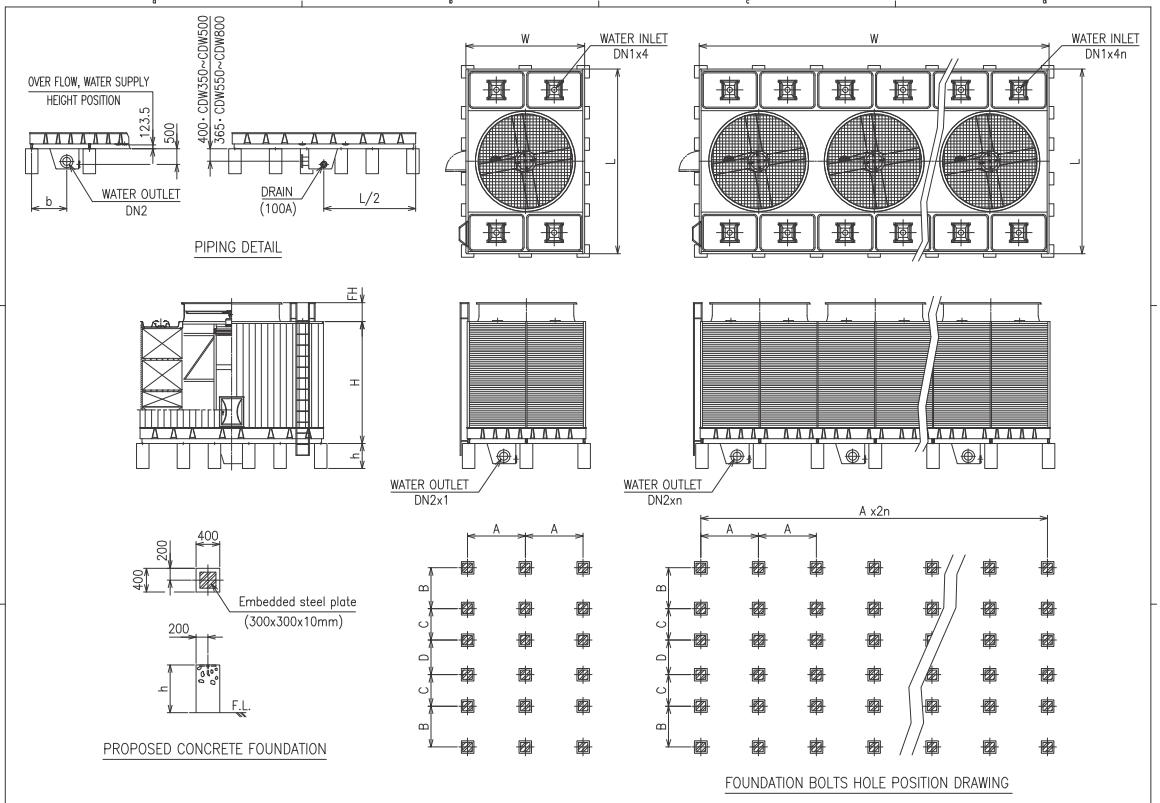 a
b
c
d
OVER FLOW, WATER SUPPLY
HEIGHT POSITION
123.5
500
400· CDW350~CDW500
365· CDW550~CDW800
b
WATER OUTLET
DN2
DRAIN
(100A)
L/2
PIPING DETAIL
W
WATER INLET
DN1x4
L
W
WATER INLET
DN1x4n
L
FH
H
h
WATER OUTLET
DN2x1
WATER OUTLET
DN2xn
400
200
400
Embedded steel plate
(300x300x10mm)
200
h
F.L.
PROPOSED CONCRETE FOUNDATION
A
A
B
C
D
C
B
A x2n
A
A
B
C
D
C
B
FOUNDATION BOLTS HOLE POSITION DRAWING